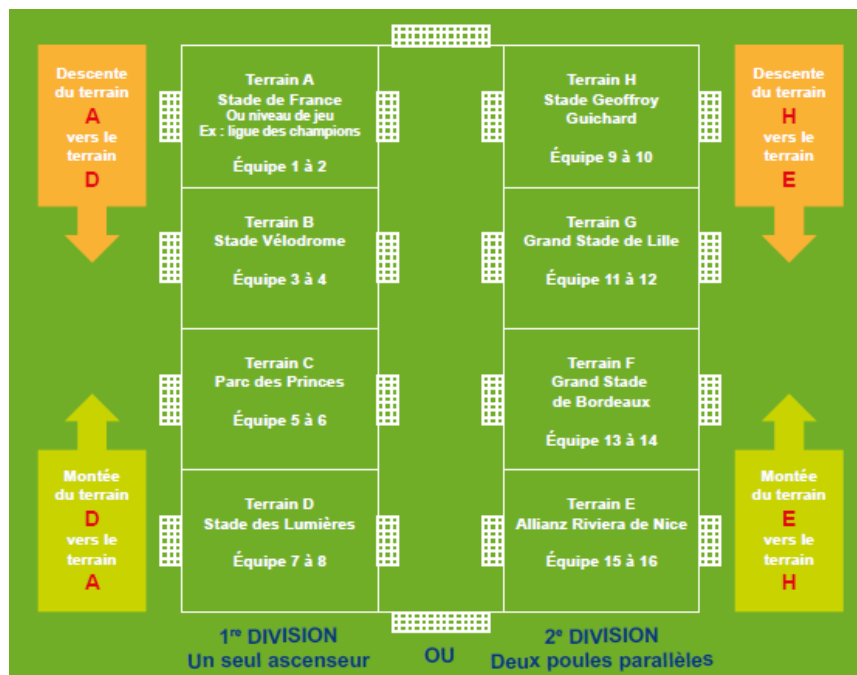 Descente
du terrain
A
vers le
terrain
D
Montée
du terrain
D
vers le
terrain
A
Terrain A
Stade de France
Ou niveau de jeu
Ex : ligue des champions
Équipe 1 à 2
Terrain B
Stade Vélodrome
Équipe 3 à 4
Terrain C
Parc des Princes
Équipe 5 à 6
Terrain D
Stade des Lumières
Équipe 7 à 8
Terrain H
Stade Geoffroy
Guichard
Équipe 9 à 10
Terrain G
Grand Stade de Lille
Équipe 11 à 12
Terrain F
Grand Stade
de Bordeaux
Équipe 13 à 14
Terrain E
Allianz Riviera de Nice
Équipe 15 à 16
Descente
du terrain
H
vers le
terrain
E
Montée
du terrain
E
vers le
terrain
H
1re DIVISION
Un seul ascenseur
OU
2e DIVISION
Deux poules parallèles